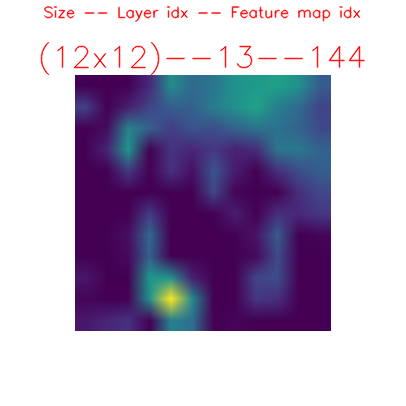 Size -- Layer idx -- Feature map idx
(12x12)--13--144